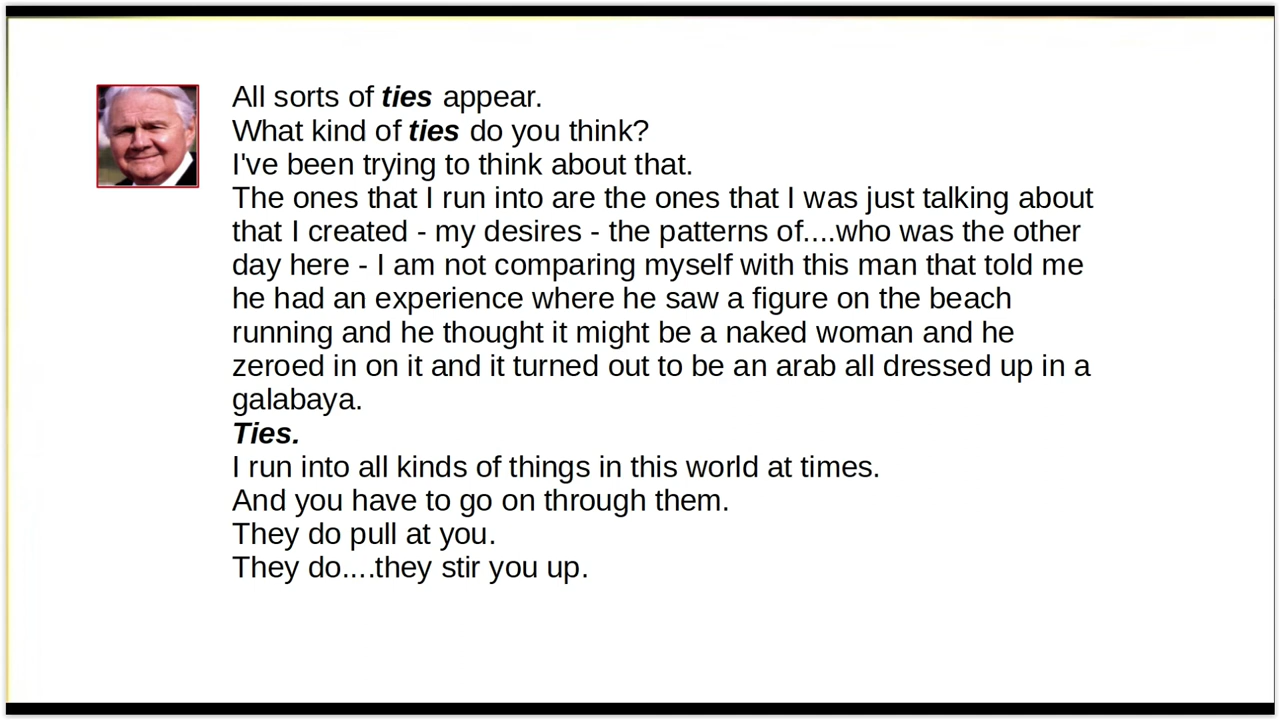 All sorts of ties appear.
What kind of ties do you think?
I've been trying to think about that.
The ones that I run into are the ones that I was just talking about
that I created - my desires - the patterns of....who was the other
day here - I am not comparing myself with this man that told me
he had an experience where he saw a figure on the beach
running and he thought it might be a naked woman and he
zeroed in on it and it turned out to be an arab all dressed up in a
galabaya.
Ties.
I run into all kinds of things in this world at times.
And you have to go on through them.
They do pull at you.
They do....they stir you up.